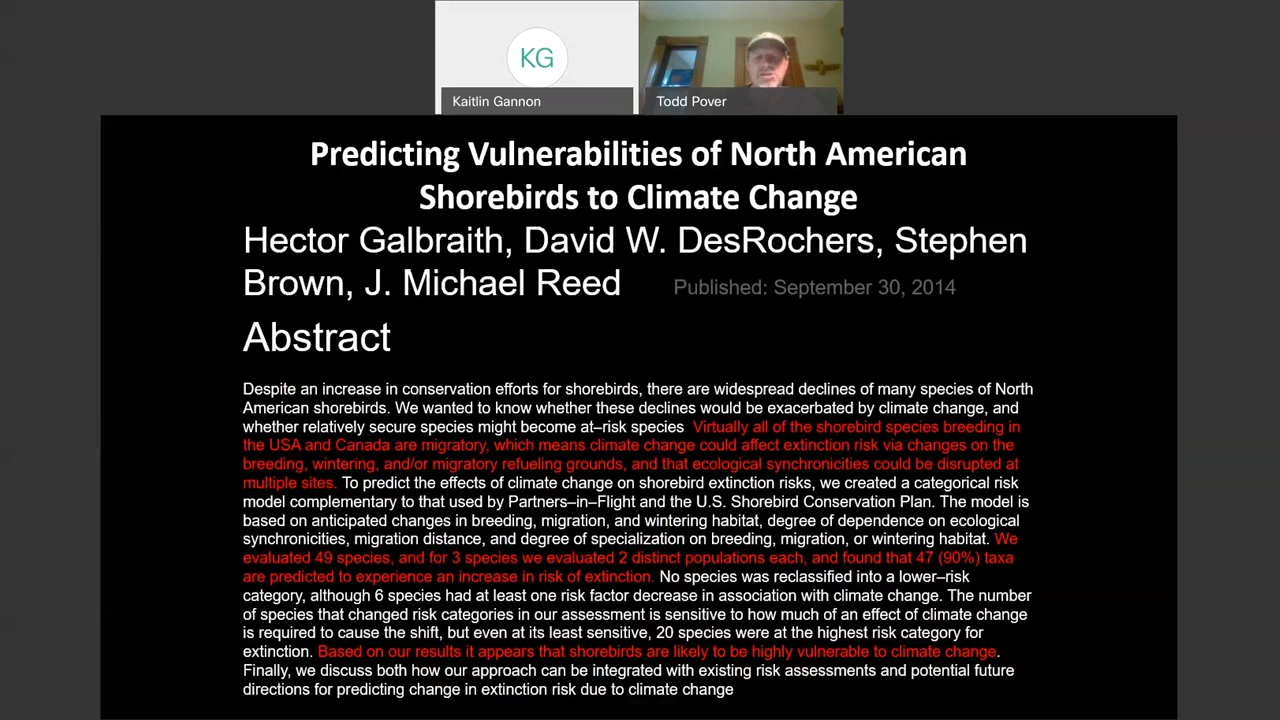 KG
Kaitlin Gannon
Todd Pover
Predicting Vulnerabilities of North American
Shorebirds to Climate Change
Hector Galbraith, David W. DesRochers, Stephen
Brown, J. Michael Reed Published: September 30, 2014
Abstract
Despite an increase in conservation efforts for shorebirds, there are widespread declines of many species of North
American shorebirds. We wanted to know whether these declines would be exacerbated by climate change, and
whether relatively secure species might become at–risk species Virtually all of the shorebird species breeding in
the USA and Canada are migratory, which means climate change could affect extinction risk via changes on the
breeding, wintering, and/or migratory refueling grounds, and that ecological synchronicities could be disrupted at
multiple sites. To predict the effects of climate change on shorebird extinction risks, we created a categorical risk
model complementary to that used by Partners–in–Flight and the U.S. Shorebird Conservation Plan. The model is
based on anticipated changes in breeding, migration, and wintering habitat, degree of dependence on ecological
synchronicities, migration distance, and degree of specialization on breeding, migration, or wintering habitat. We
evaluated 49 species, and for 3 species we evaluated 2 distinct populations each, and found that 47 (90%) taxa
are predicted to experience an increase in risk of extinction. No species was reclassified into a lower–risk
category, although 6 species had at least one risk factor decrease in association with climate change. The number
of species that changed risk categories in our assessment is sensitive to how much of an effect of climate change
is required to cause the shift, but even at its least sensitive, 20 species were at the highest risk category for
extinction. Based on our results it appears that shorebirds are likely to be highly vulnerable to climate change.
Finally, we discuss both how our approach can be integrated with existing risk assessments and potential future
directions for predicting change in extinction risk due to climate change